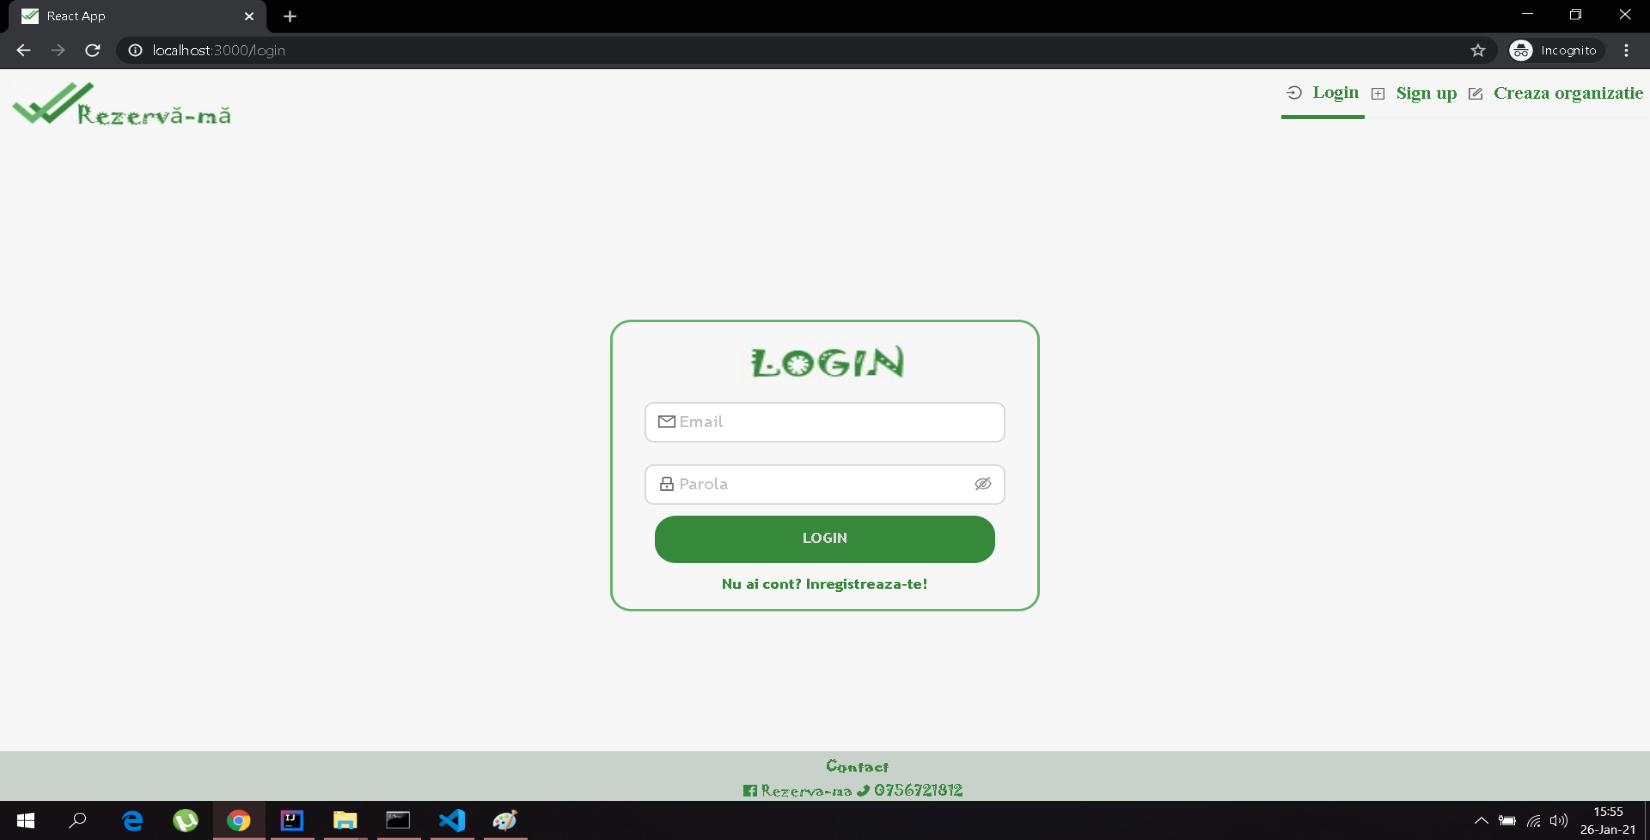 React App
localhost:3000/login
Incognito
Rezervă-mă
Login
Sign up
Creaza organizatie
LOGIN
Email
Parola
LOGIN
Nu ai cont? Inregistreaza-te!
Contact
Rezerva-ma 0756721812
15:55
26-Jan-21